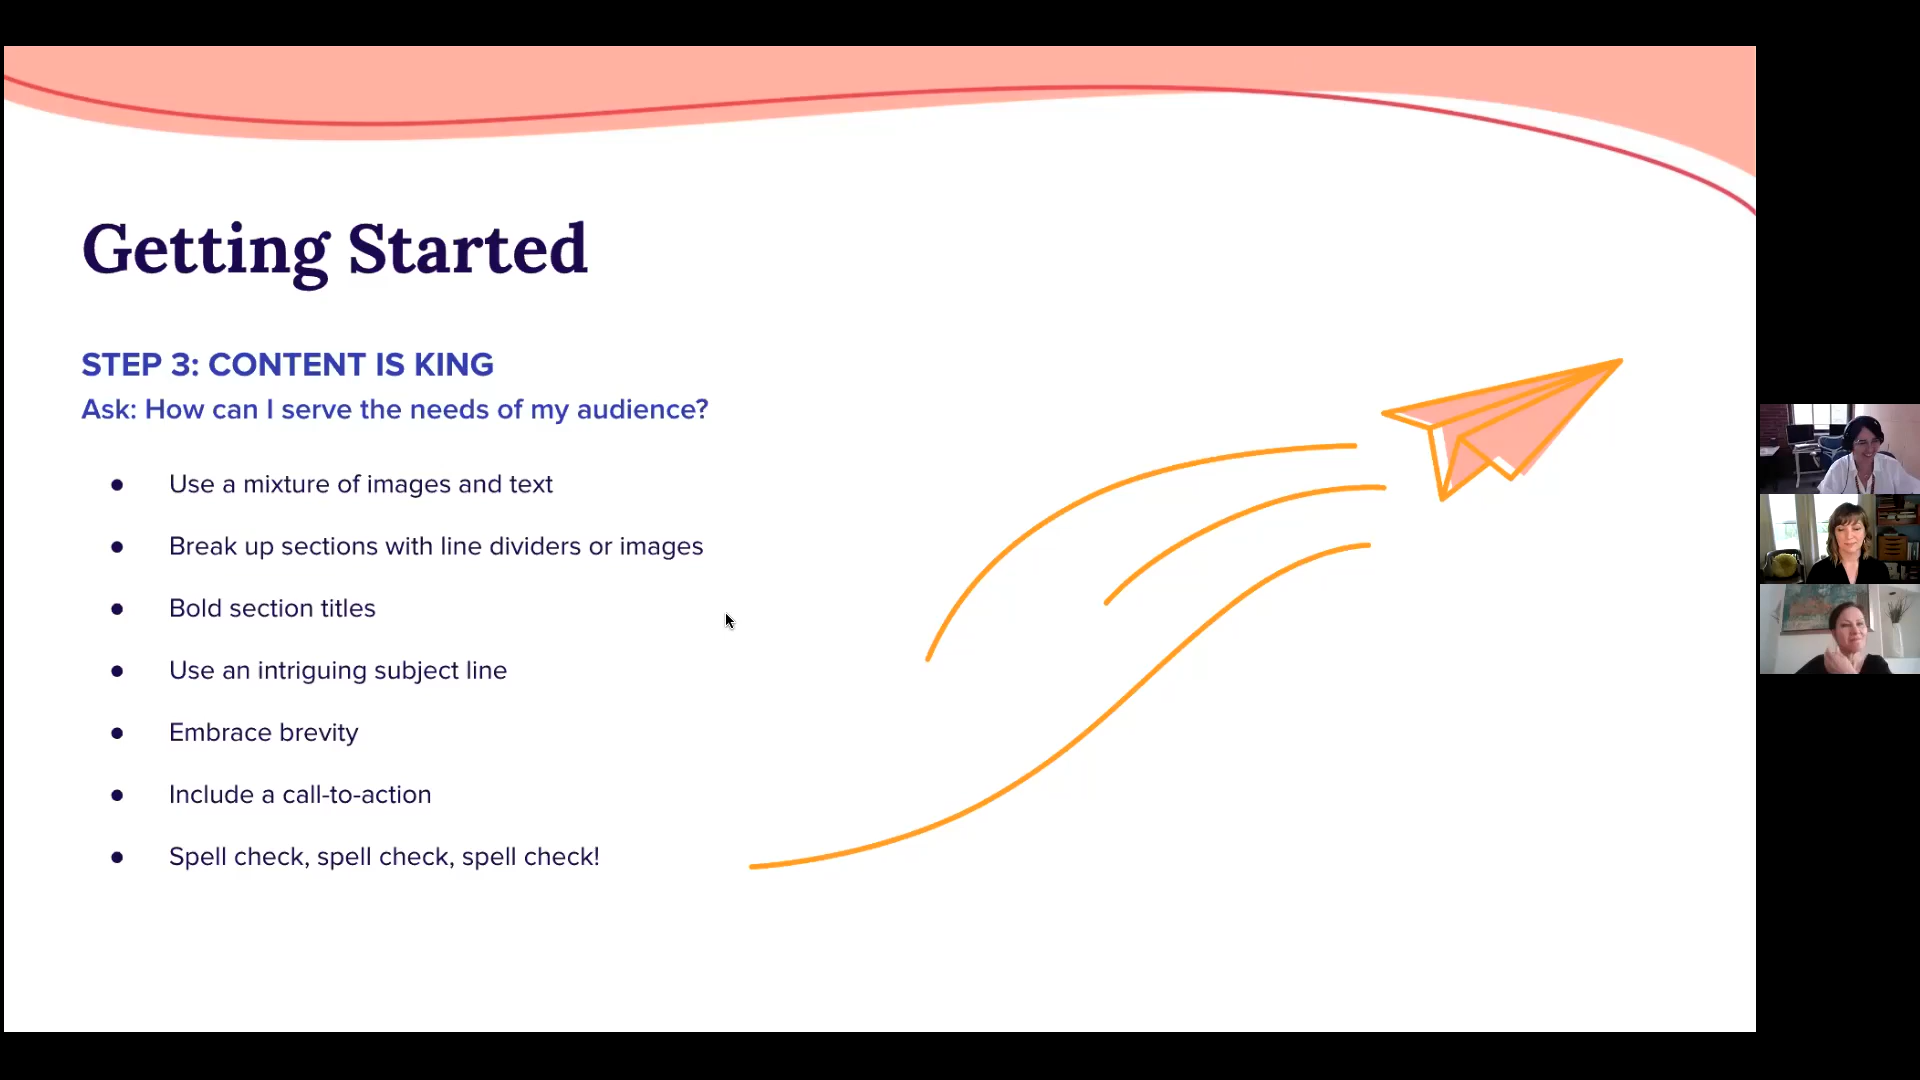 Getting Started
STEP 3: CONTENT IS KING
Ask: How can I serve the needs of my audience?
● Use a mixture of images and text
● Break up sections with line dividers or images
● Bold section titles
● Use an intriguing subject line
● Embrace brevity
● Include a call-to-action
● Spell check, spell check, spell check!